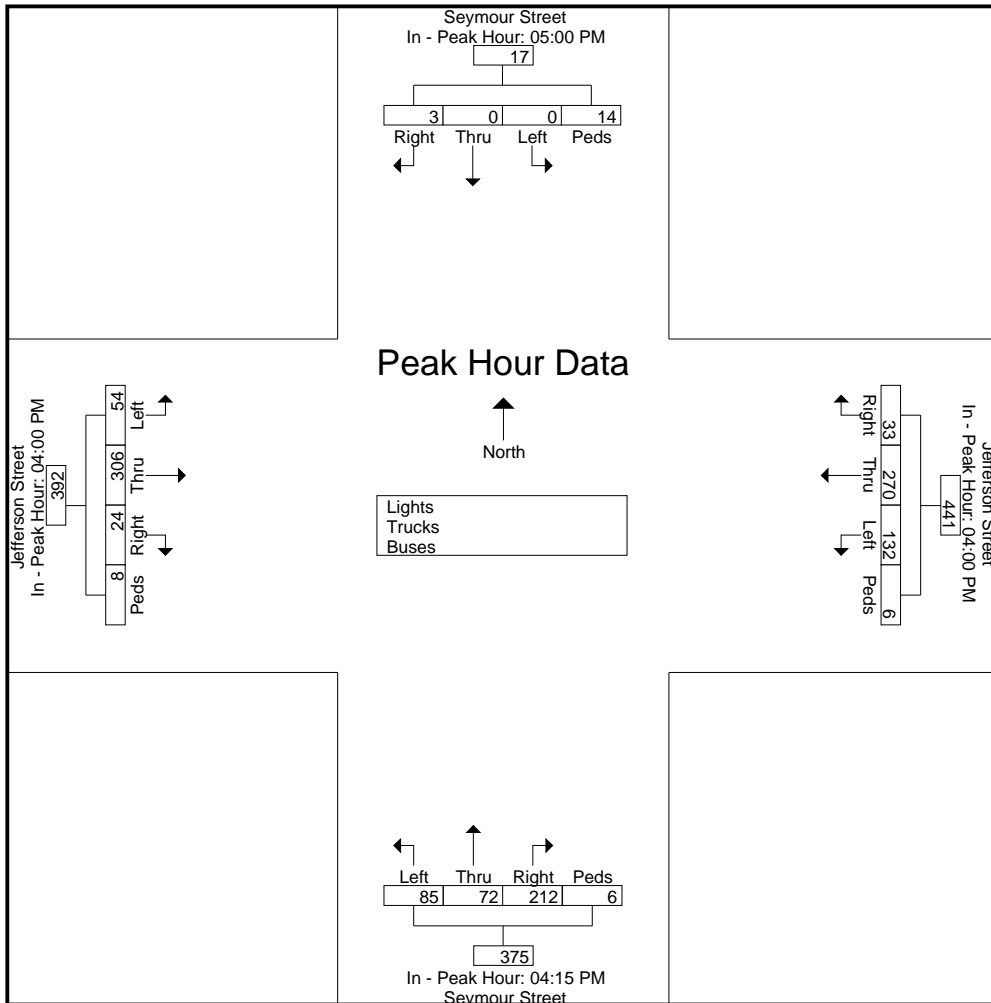 Seymour Street
In - Peak Hour: 05:00 PM
17
3 0 0 14
Right Thru Left Peds
Peak Hour Data
North
Lights
Trucks
Buses
Jefferson Street
In - Peak Hour: 04:00 PM
392
54 306 24 8
Left Thru Right Peds
Jefferson Street
In - Peak Hour: 04:00 PM
441
33 270 132 6
Right Thru Left Peds
Left Thru Right Peds
85 72 212 6
375
In - Peak Hour: 04:15 PM
Seymour Street